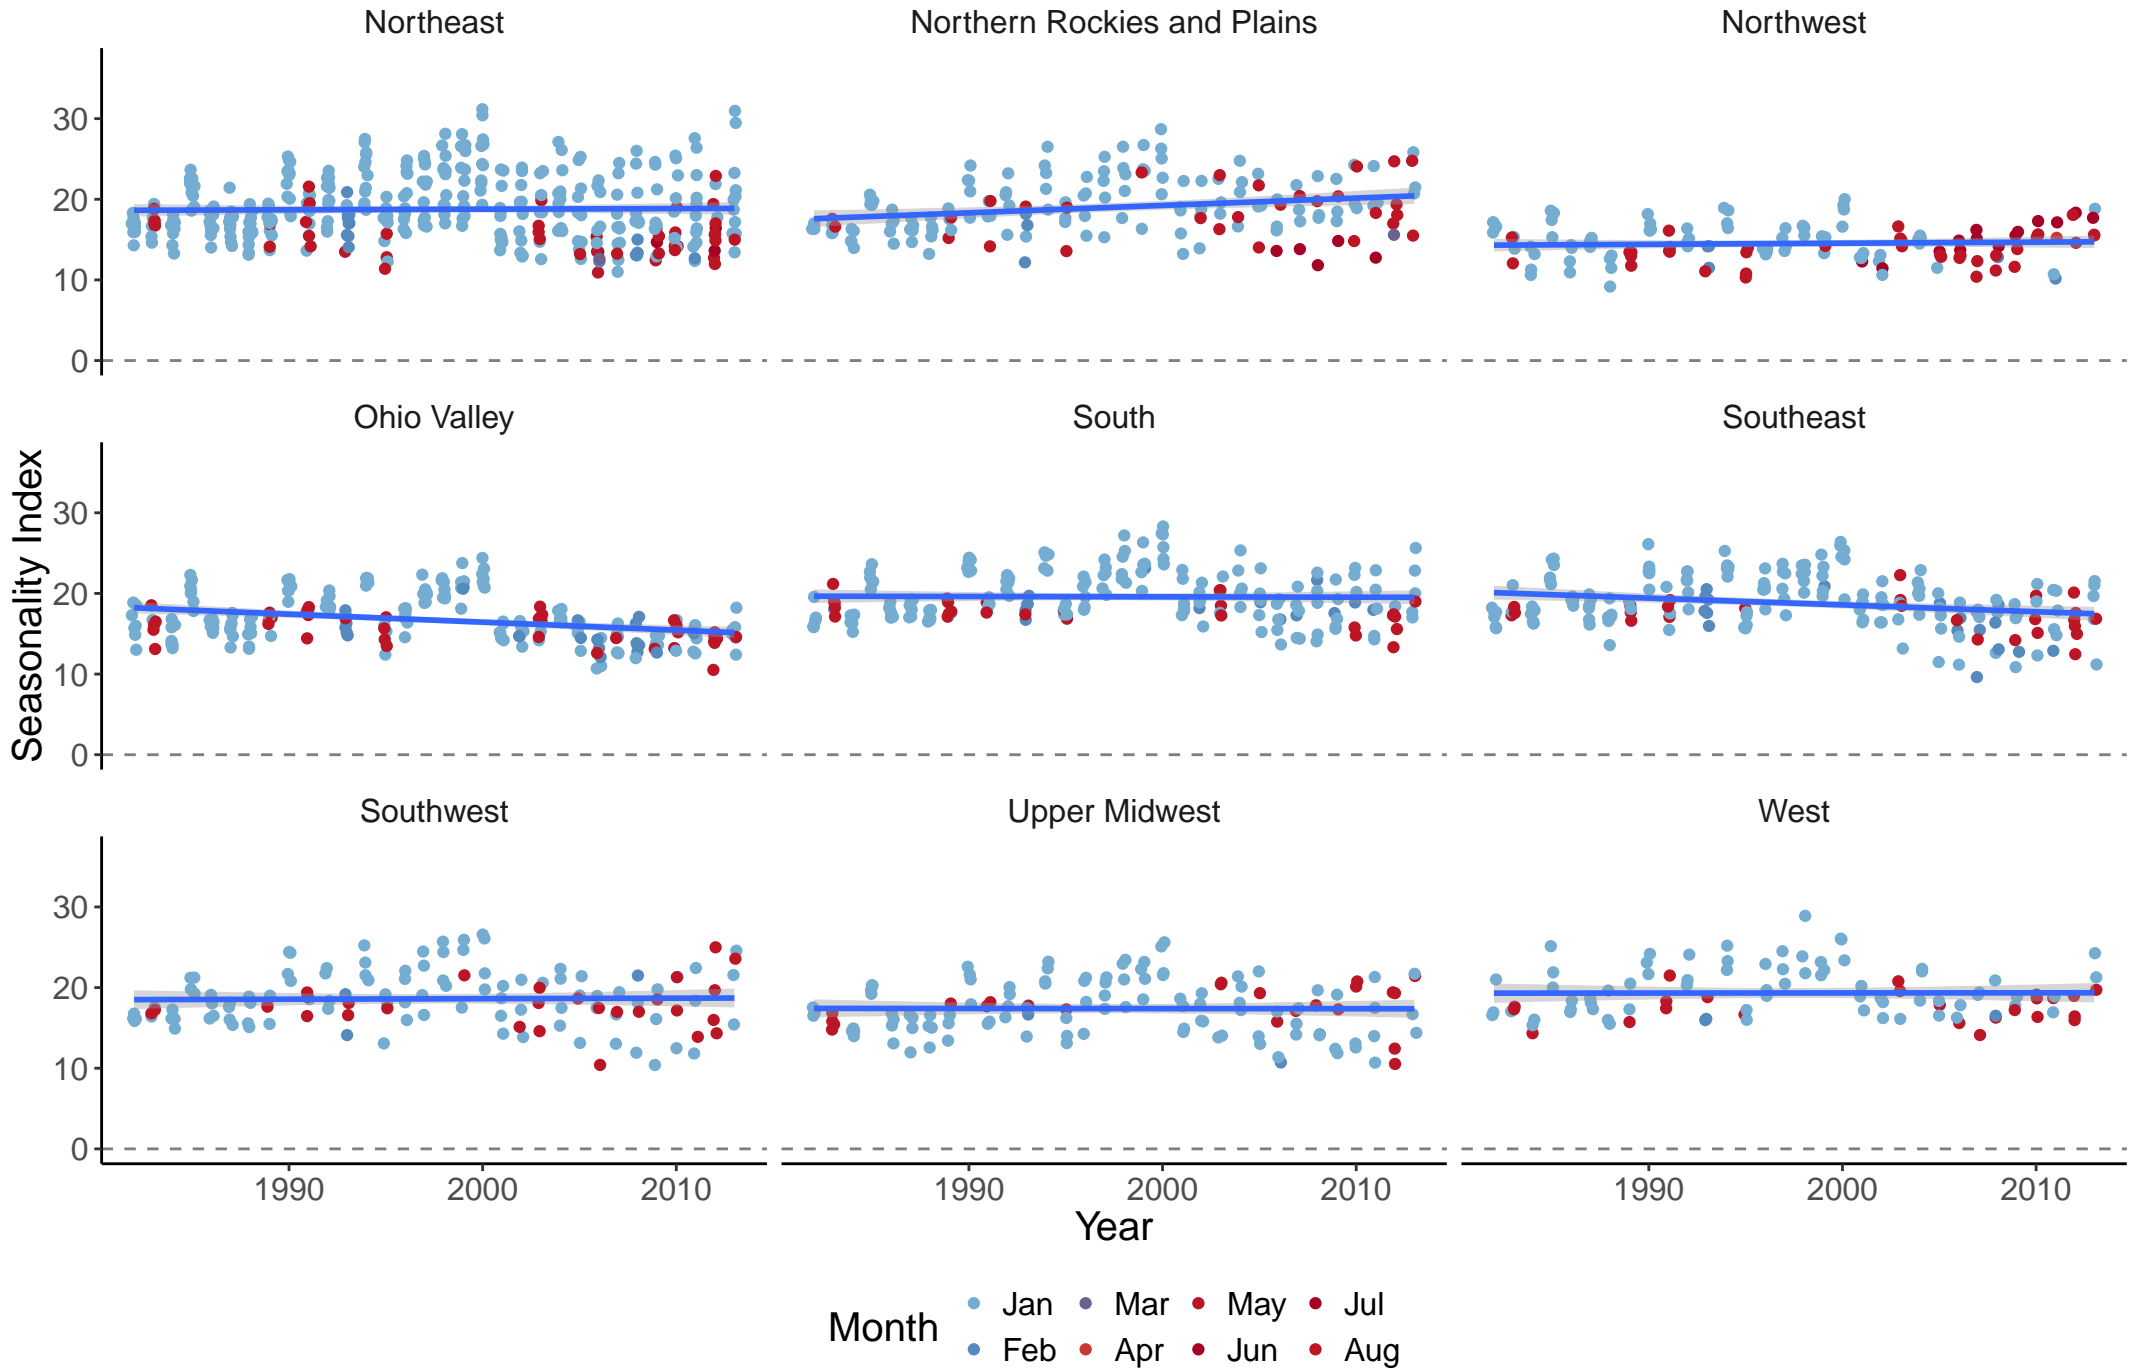 Northeast Northern Rockies and Plains Northwest
30
20
10
0
Ohio Valley South Southeast
Seasonality Index
30
20
10
0
Southwest Upper Midwest West
30
20
10
0
1990 2000 2010 1990 2000 2010 1990 2000 2010
Year
Month
Jan Mar May Jul
Feb Apr Jun Aug